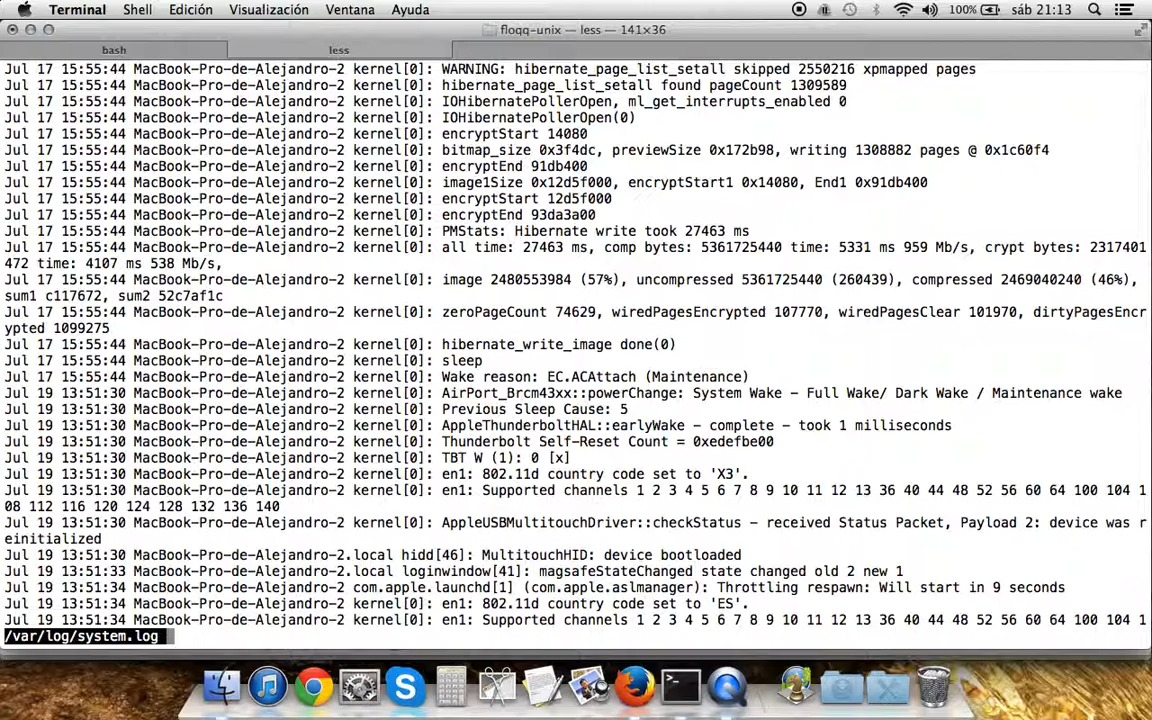 Terminal Shell Edición Visualización Ventana Ayuda 100% sáb 21:13
floqq-unix — less — 141×36
bash less
Jul 17 15:55:44 MacBook-Pro-de-Alejandro-2 kernel[0]: WARNING: hibernate_page_list_setall skipped 2550216 xpmapped pages
Jul 17 15:55:44 MacBook-Pro-de-Alejandro-2 kernel[0]: hibernate_page_list_setall found pageCount 1309589
Jul 17 15:55:44 MacBook-Pro-de-Alejandro-2 kernel[0]: IOHibernatePollerOpen, ml_get_interrupts_enabled 0
Jul 17 15:55:44 MacBook-Pro-de-Alejandro-2 kernel[0]: IOHibernatePollerOpen(0)
Jul 17 15:55:44 MacBook-Pro-de-Alejandro-2 kernel[0]: encryptStart 14080
Jul 17 15:55:44 MacBook-Pro-de-Alejandro-2 kernel[0]: bitmap_size 0x3f4dc, previewSize 0x172b98, writing 1308882 pages @ 0x1c60f4
Jul 17 15:55:44 MacBook-Pro-de-Alejandro-2 kernel[0]: encryptEnd 91db400
Jul 17 15:55:44 MacBook-Pro-de-Alejandro-2 kernel[0]: image1Size 0x12d5f000, encryptStart1 0x14080, End1 0x91db400
Jul 17 15:55:44 MacBook-Pro-de-Alejandro-2 kernel[0]: encryptStart 12d5f000
Jul 17 15:55:44 MacBook-Pro-de-Alejandro-2 kernel[0]: encryptEnd 93da3a00
Jul 17 15:55:44 MacBook-Pro-de-Alejandro-2 kernel[0]: PMStats: Hibernate write took 27463 ms
Jul 17 15:55:44 MacBook-Pro-de-Alejandro-2 kernel[0]: all time: 27463 ms, comp bytes: 5361725440 time: 5331 ms 959 Mb/s, crypt bytes: 2317401
472 time: 4107 ms 538 Mb/s,
Jul 17 15:55:44 MacBook-Pro-de-Alejandro-2 kernel[0]: image 2480553984 (57%), uncompressed 5361725440 (260439), compressed 2469040240 (46%),
sum1 c117672, sum2 52c7af1c
Jul 17 15:55:44 MacBook-Pro-de-Alejandro-2 kernel[0]: zeroPageCount 74629, wiredPagesEncrypted 107770, wiredPagesClear 101970, dirtyPagesEncr
ypted 1099275
Jul 17 15:55:44 MacBook-Pro-de-Alejandro-2 kernel[0]: hibernate_write_image done(0)
Jul 17 15:55:44 MacBook-Pro-de-Alejandro-2 kernel[0]: sleep
Jul 17 15:55:44 MacBook-Pro-de-Alejandro-2 kernel[0]: Wake reason: EC.ACAttach (Maintenance)
Jul 19 13:51:30 MacBook-Pro-de-Alejandro-2 kernel[0]: AirPort_Brcm43xx::powerChange: System Wake - Full Wake/ Dark Wake / Maintenance wake
Jul 19 13:51:30 MacBook-Pro-de-Alejandro-2 kernel[0]: Previous Sleep Cause: 5
Jul 19 13:51:30 MacBook-Pro-de-Alejandro-2 kernel[0]: AppleThunderboltHAL::earlyWake - complete - took 1 milliseconds
Jul 19 13:51:30 MacBook-Pro-de-Alejandro-2 kernel[0]: Thunderbolt Self-Reset Count = 0xedefbe00
Jul 19 13:51:30 MacBook-Pro-de-Alejandro-2 kernel[0]: TBT W (1): 0 [x]
Jul 19 13:51:30 MacBook-Pro-de-Alejandro-2 kernel[0]: en1: 802.11d country code set to 'X3'.
Jul 19 13:51:30 MacBook-Pro-de-Alejandro-2 kernel[0]: en1: Supported channels 1 2 3 4 5 6 7 8 9 10 11 12 13 36 40 44 48 52 56 60 64 100 104 1
08 112 116 120 124 128 132 136 140
Jul 19 13:51:30 MacBook-Pro-de-Alejandro-2 kernel[0]: AppleUSBMultitouchDriver::checkStatus - received Status Packet, Payload 2: device was r
einitialized
Jul 19 13:51:30 MacBook-Pro-de-Alejandro-2.local hidd[46]: MultitouchHID: device bootloaded
Jul 19 13:51:33 MacBook-Pro-de-Alejandro-2.local loginwindow[41]: magsafeStateChanged state changed old 2 new 1
Jul 19 13:51:34 MacBook-Pro-de-Alejandro-2 com.apple.launchd[1] (com.apple.aslmanager): Throttling respawn: Will start in 9 seconds
Jul 19 13:51:34 MacBook-Pro-de-Alejandro-2 kernel[0]: en1: 802.11d country code set to 'ES'.
Jul 19 13:51:34 MacBook-Pro-de-Alejandro-2 kernel[0]: en1: Supported channels 1 2 3 4 5 6 7 8 9 10 11 12 13 36 40 44 48 52 56 60 64 100 104 1
/var/log/system.log